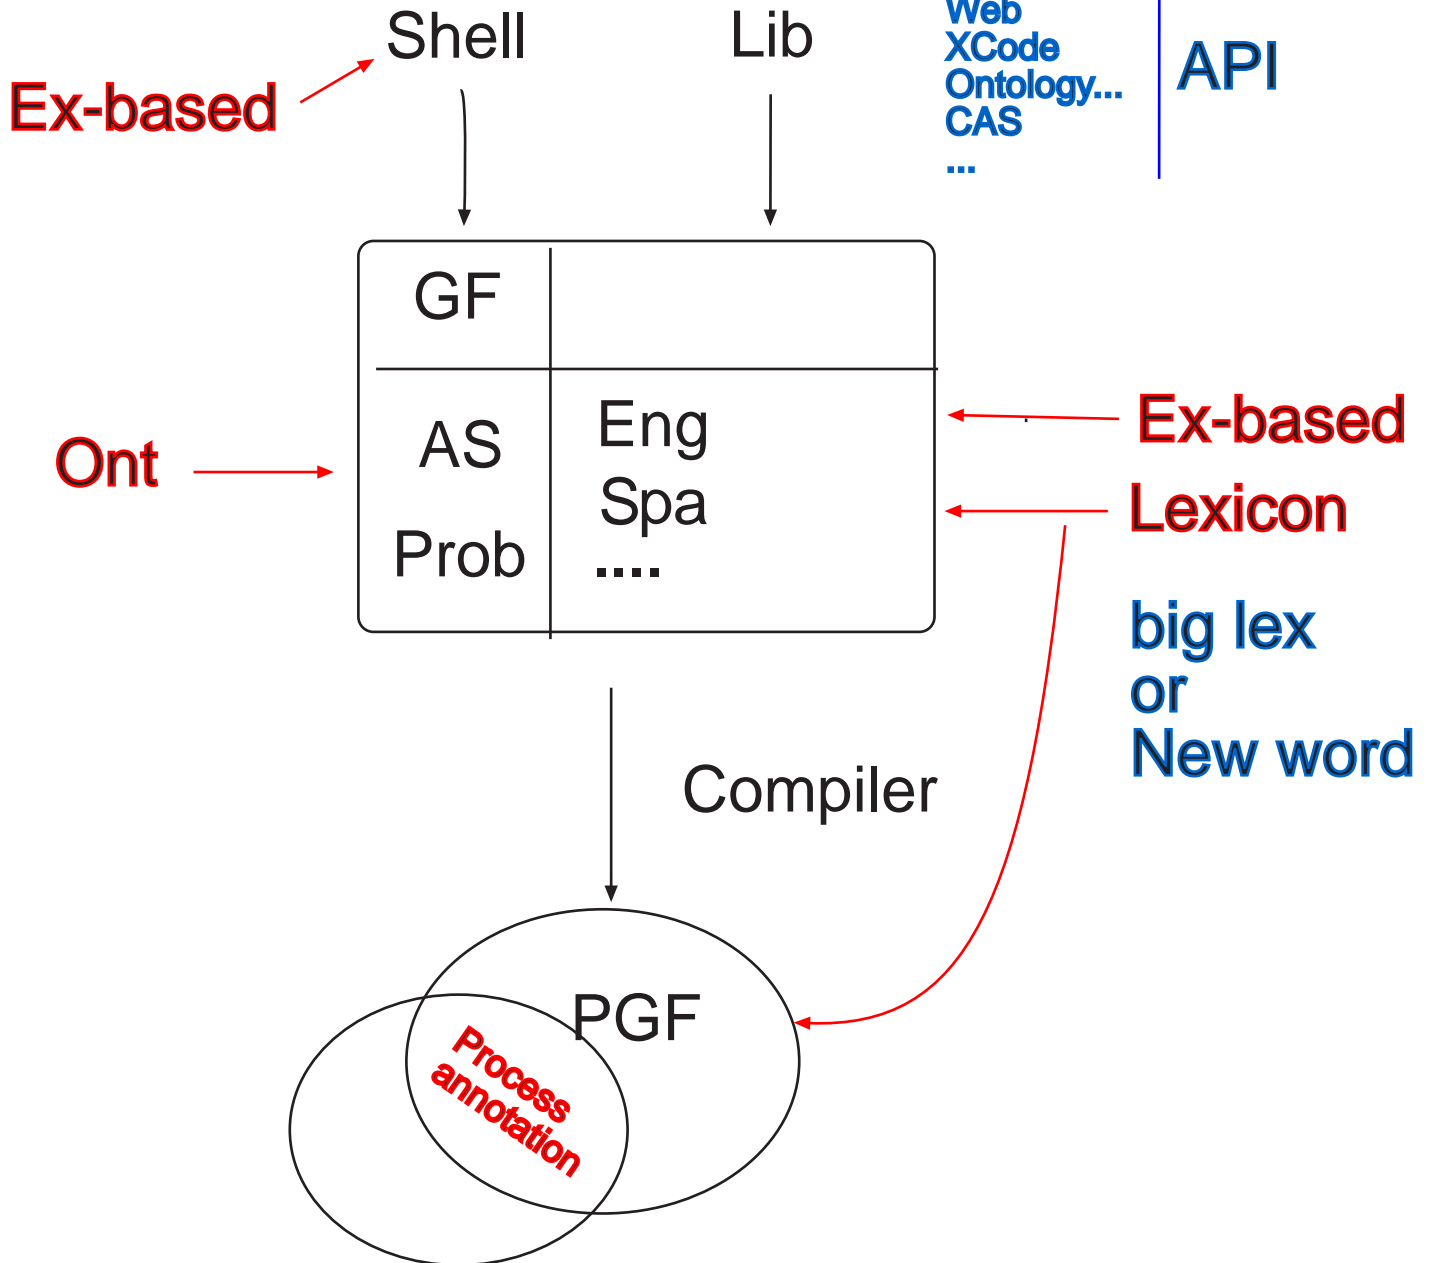 Shell
Lib
Web
XCode
Ontology...
CAS
...
API
Ex-based
GF
AS
Prob
Eng
Spa
....
Ont
Ex-based
Lexicon
big lex
or
New word
Compiler
PGF
Process
annotation